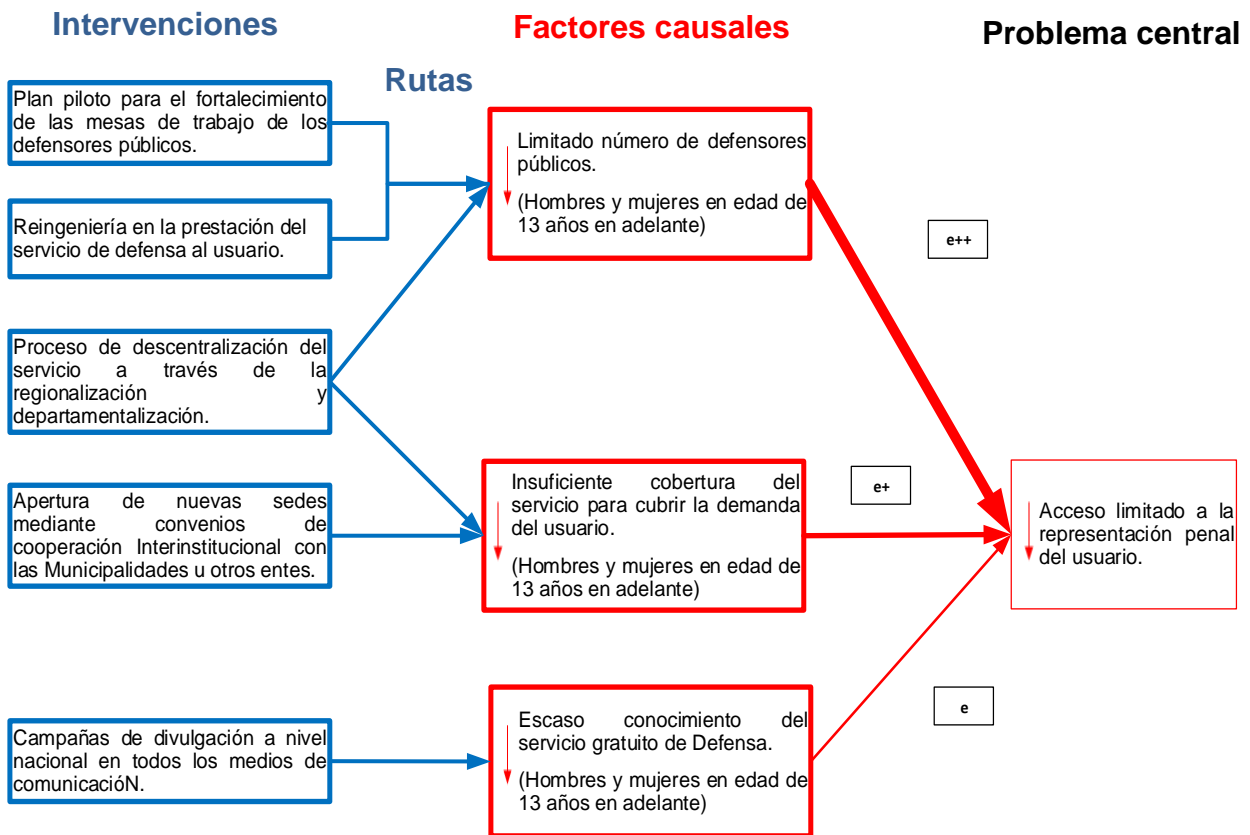 Intervenciones
Factores causales
Problema central
Rutas
Plan piloto para el fortalecimiento
de las mesas de trabajo de los
defensores públicos.
Reingeniería en la prestación del
servicio de defensa al usuario.
Proceso de descentralización del
servicio a través de la
regionalización y
departamentalización.
Apertura de nuevas sedes
mediante convenios de
cooperación Interinstitucional con
las Municipalidades u otros entes.
Campañas de divulgación a nivel
nacional en todos los medios de
comunicacióN.
Limitado número de defensores
públicos.
(Hombres y mujeres en edad de
13 años en adelante)
Insuficiente cobertura del
servicio para cubrir la demanda
del usuario.
(Hombres y mujeres en edad de
13 años en adelante)
Escaso conocimiento del
servicio gratuito de Defensa.
(Hombres y mujeres en edad de
13 años en adelante)
e++
e+
e
Acceso limitado a la
representación penal
del usuario.